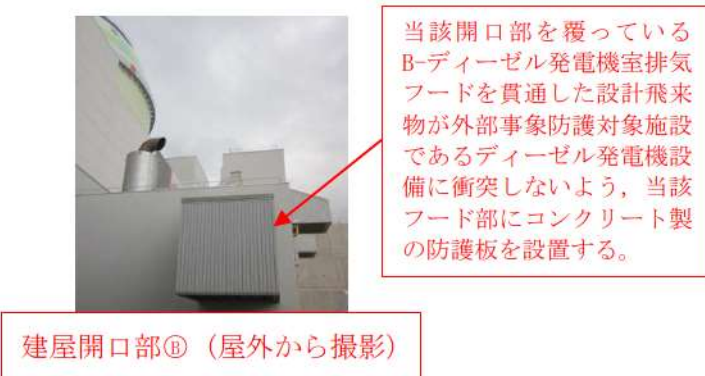 当該開口部を覆っている
B-ディーゼル発電機室排気
フードを貫通した設計飛来
物が外部事象防護対象施設
であるディーゼル発電機設
備に衝突しないよう，当該
フード部にコンクリート製
の防護板を設置する。
建屋開口部Ⓑ（屋外から撮影）